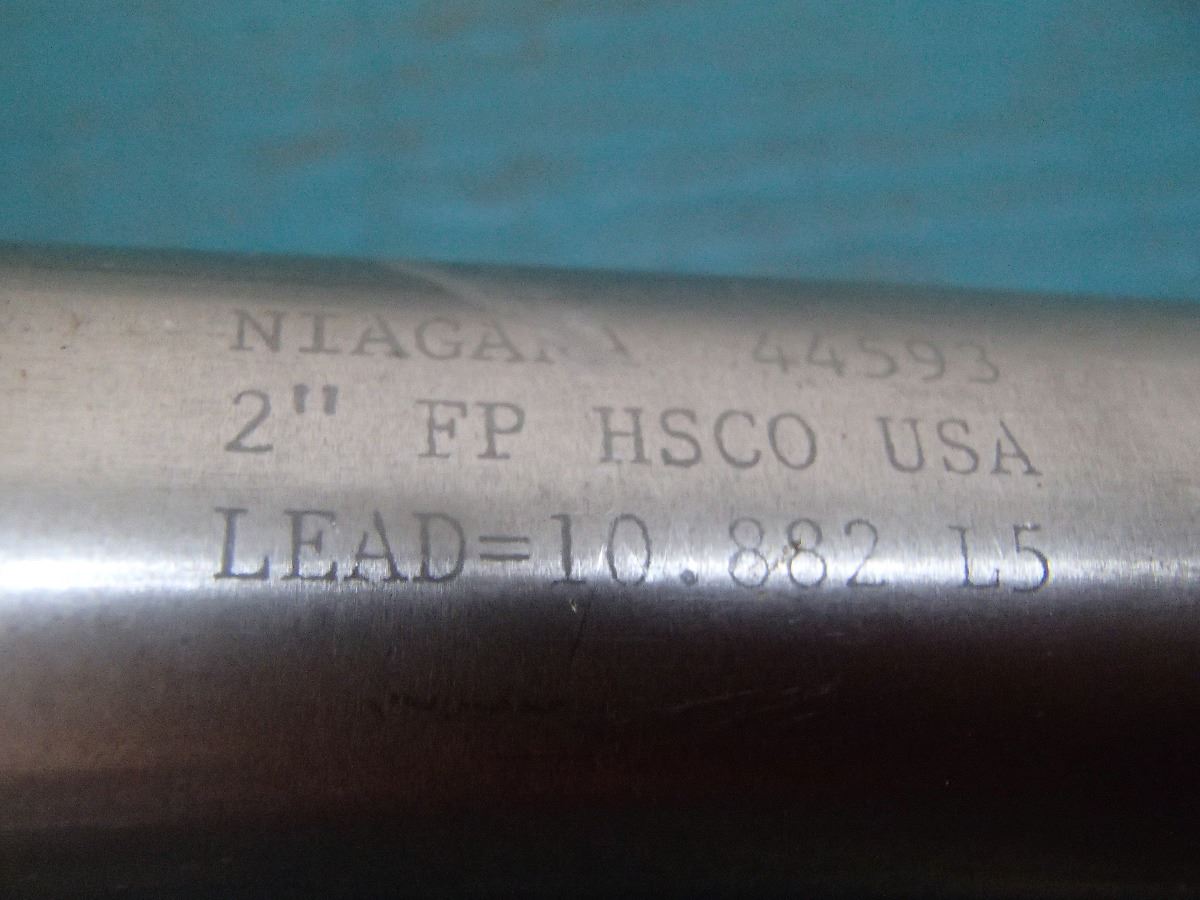 NIAGARA 44593
2" FP HSCO USA
LEAD=10.882 L5